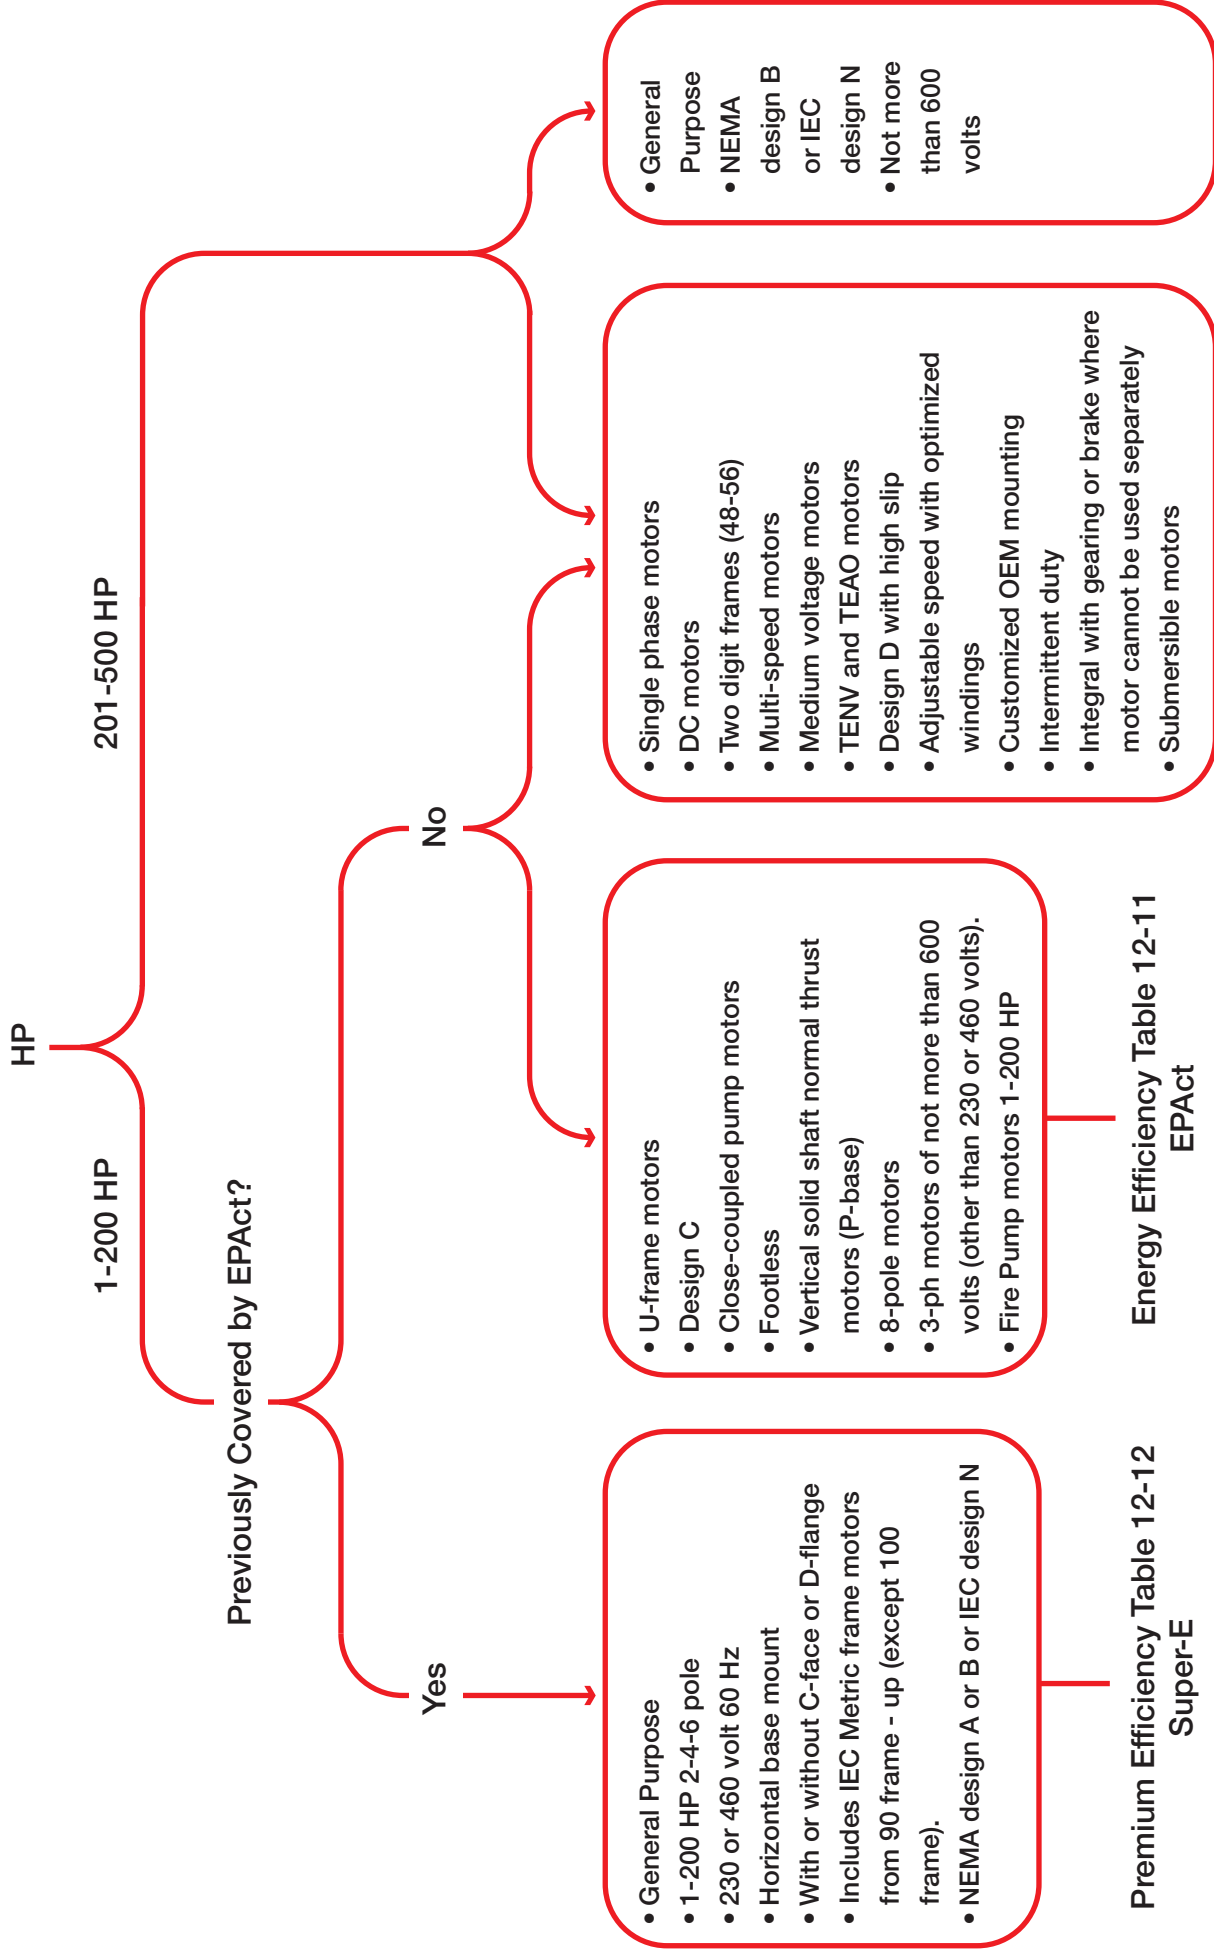 HP
1-200 HP
201-500 HP
Previously Covered by EPAct?
Yes
No
• General Purpose
• 1-200 HP 2-4-6 pole
• 230 or 460 volt 60 Hz
• Horizontal base mount
• With or without C-face or D-flange
• Includes IEC Metric frame motors
from 90 frame - up (except 100
frame).
• NEMA design A or B or IEC design N
Premium Efficiency Table 12-12
Super-E
• U-frame motors
• Design C
• Close-coupled pump motors
• Footless
• Vertical solid shaft normal thrust
motors (P-base)
• 8-pole motors
• 3-ph motors of not more than 600
volts (other than 230 or 460 volts).
• Fire Pump motors 1-200 HP
Energy Efficiency Table 12-11
EPAct
• Single phase motors
• DC motors
• Two digit frames (48-56)
• Multi-speed motors
• Medium voltage motors
• TENV and TEAO motors
• Design D with high slip
• Adjustable speed with optimized
windings
• Customized OEM mounting
• Intermittent duty
• Integral with gearing or brake where
motor cannot be used separately
• Submersible motors
• General
Purpose
• NEMA
design B
or IEC
design N
• Not more
than 600
volts